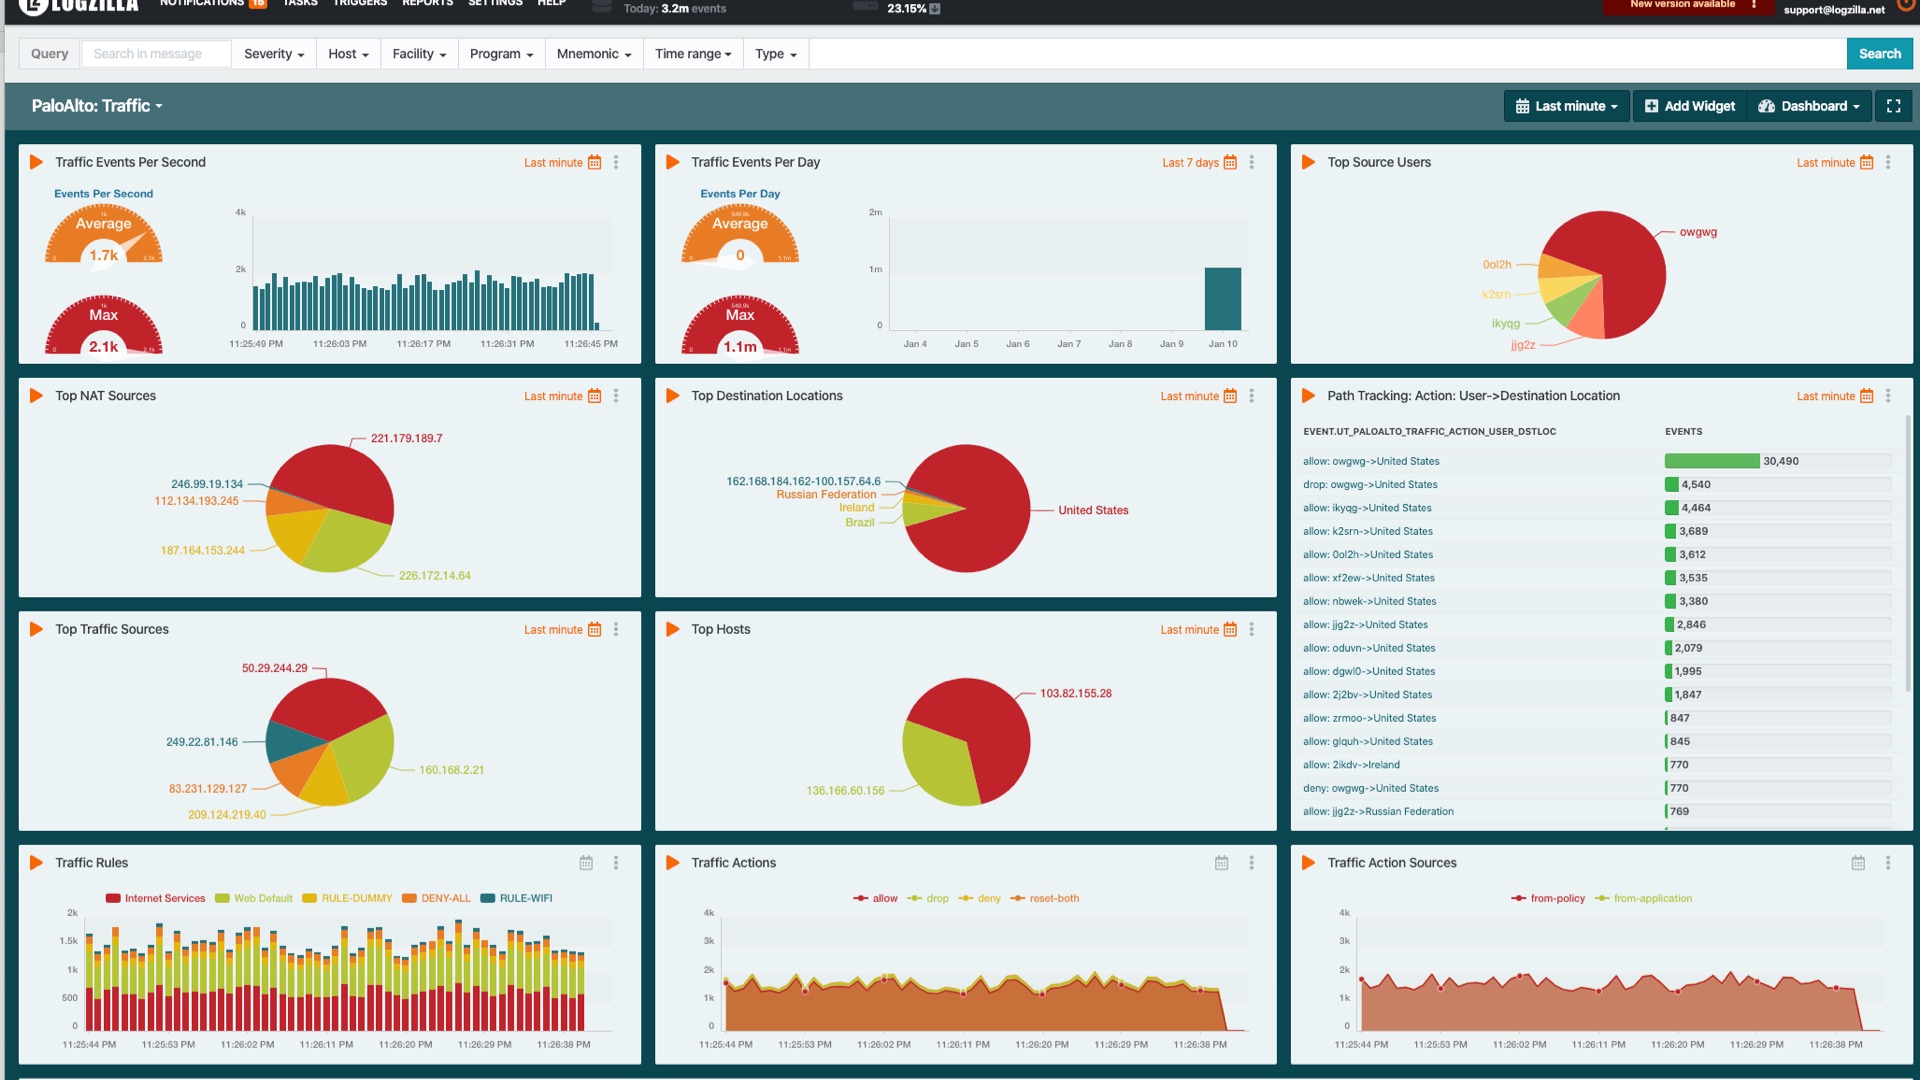 LOGZILLA NOTIFICATIONS 16 TASKS TRIGGERS REPORTS SETTINGS HELP Today: 3.2m events 23.15% New version available support@logzilla.net
Query Search in message Severity Host Facility Program Mnemonic Time range Type Search
PaloAlto: Traffic Last minute Add Widget Dashboard
Traffic Events Per Second Last minute
Events Per Second
1k
Average
1.7k
0 2.1k
1k
Max
2.1k
2.1k
4k
2k
0
11:25:49 PM 11:26:03 PM 11:26:17 PM 11:26:31 PM 11:26:45 PM
Traffic Events Per Day Last 7 days
Events Per Day
549.9k
Average
0
0 1.1m
549.9k
Max
1.1m
1.1m
2m
1m
0
Jan 4 Jan 5 Jan 6 Jan 7 Jan 8 Jan 9 Jan 10
Top Source Users Last minute
owgwg
0ol2h
k2srn
ikyqg
jjg2z
Top NAT Sources Last minute
221.179.189.7
246.99.19.134
112.134.193.245
187.164.153.244
226.172.14.64
Top Destination Locations Last minute
162.168.184.162-100.157.64.6
Russian Federation
Ireland
United States
Brazil
Path Tracking: Action: User->Destination Location Last minute
EVENT.UT_PALOALTO_TRAFFIC_ACTION_USER_DSTLOC EVENTS
allow: owgwg->United States 30,490
drop: owgwg->United States 4,540
allow: ikyqg->United States 4,464
allow: k2srn->United States 3,689
allow: 0ol2h->United States 3,612
allow: xf2ew->United States 3,535
allow: nbwek->United States 3,380
allow: jjg2z->United States 2,846
allow: oduvn->United States 2,079
allow: dgwl0->United States 1,995
allow: 2j2bv->United States 1,847
allow: zrmoo->United States 847
allow: glquh->United States 845
allow: 2ikdv->Ireland 770
deny: owgwg->United States 770
allow: jjg2z->Russian Federation 769
Top Traffic Sources Last minute
50.29.244.29
249.22.81.146
160.168.2.21
83.231.129.127
209.124.219.40
Top Hosts Last minute
103.82.155.28
136.166.60.156
Traffic Rules
Internet Services Web Default RULE-DUMMY DENY-ALL RULE-WIFI
2k
1.5k
1k
500
0
11:25:44 PM 11:25:53 PM 11:26:02 PM 11:26:11 PM 11:26:20 PM 11:26:29 PM 11:26:38 PM
Traffic Actions
allow drop deny reset-both
4k
3k
2k
1k
0
11:25:44 PM 11:25:53 PM 11:26:02 PM 11:26:11 PM 11:26:20 PM 11:26:29 PM 11:26:38 PM
Traffic Action Sources
from-policy from-application
4k
3k
2k
1k
0
11:25:44 PM 11:25:53 PM 11:26:02 PM 11:26:11 PM 11:26:20 PM 11:26:29 PM 11:26:38 PM